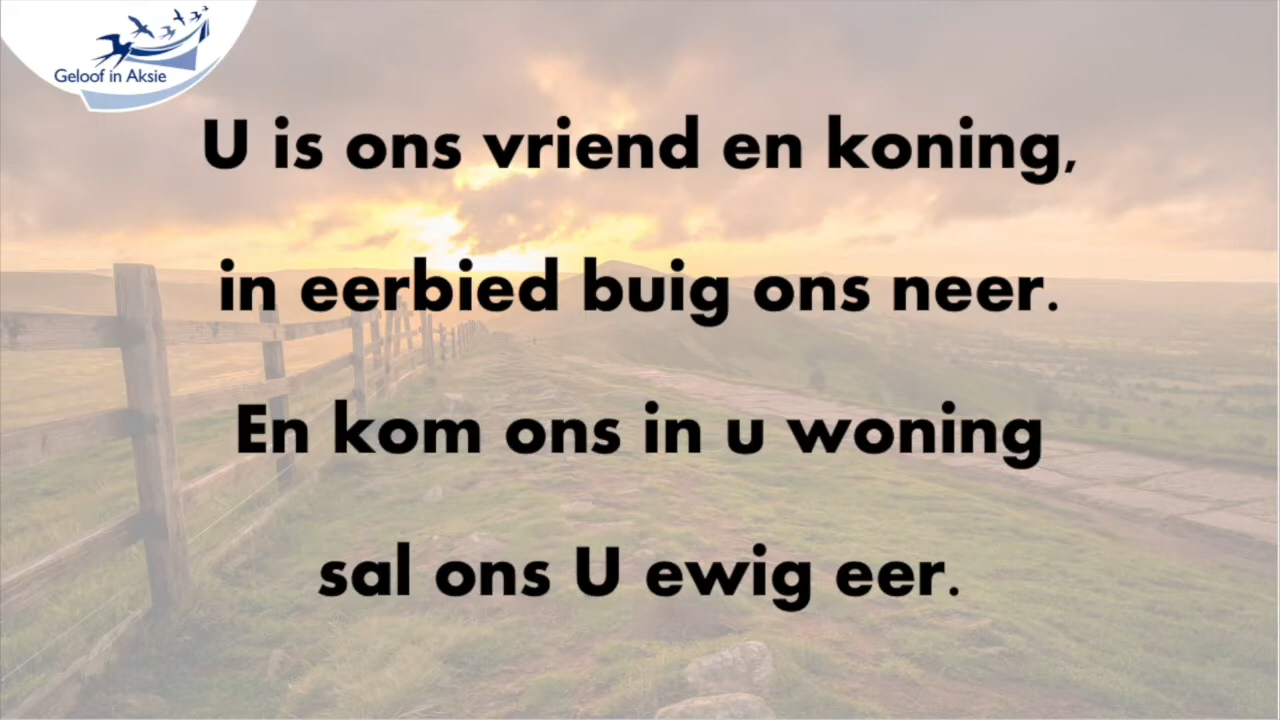 Geloof in Aksie
U is ons vriend en koning,
in eerbied buig ons neer.
En kom ons in u woning
sal ons U ewig eer.